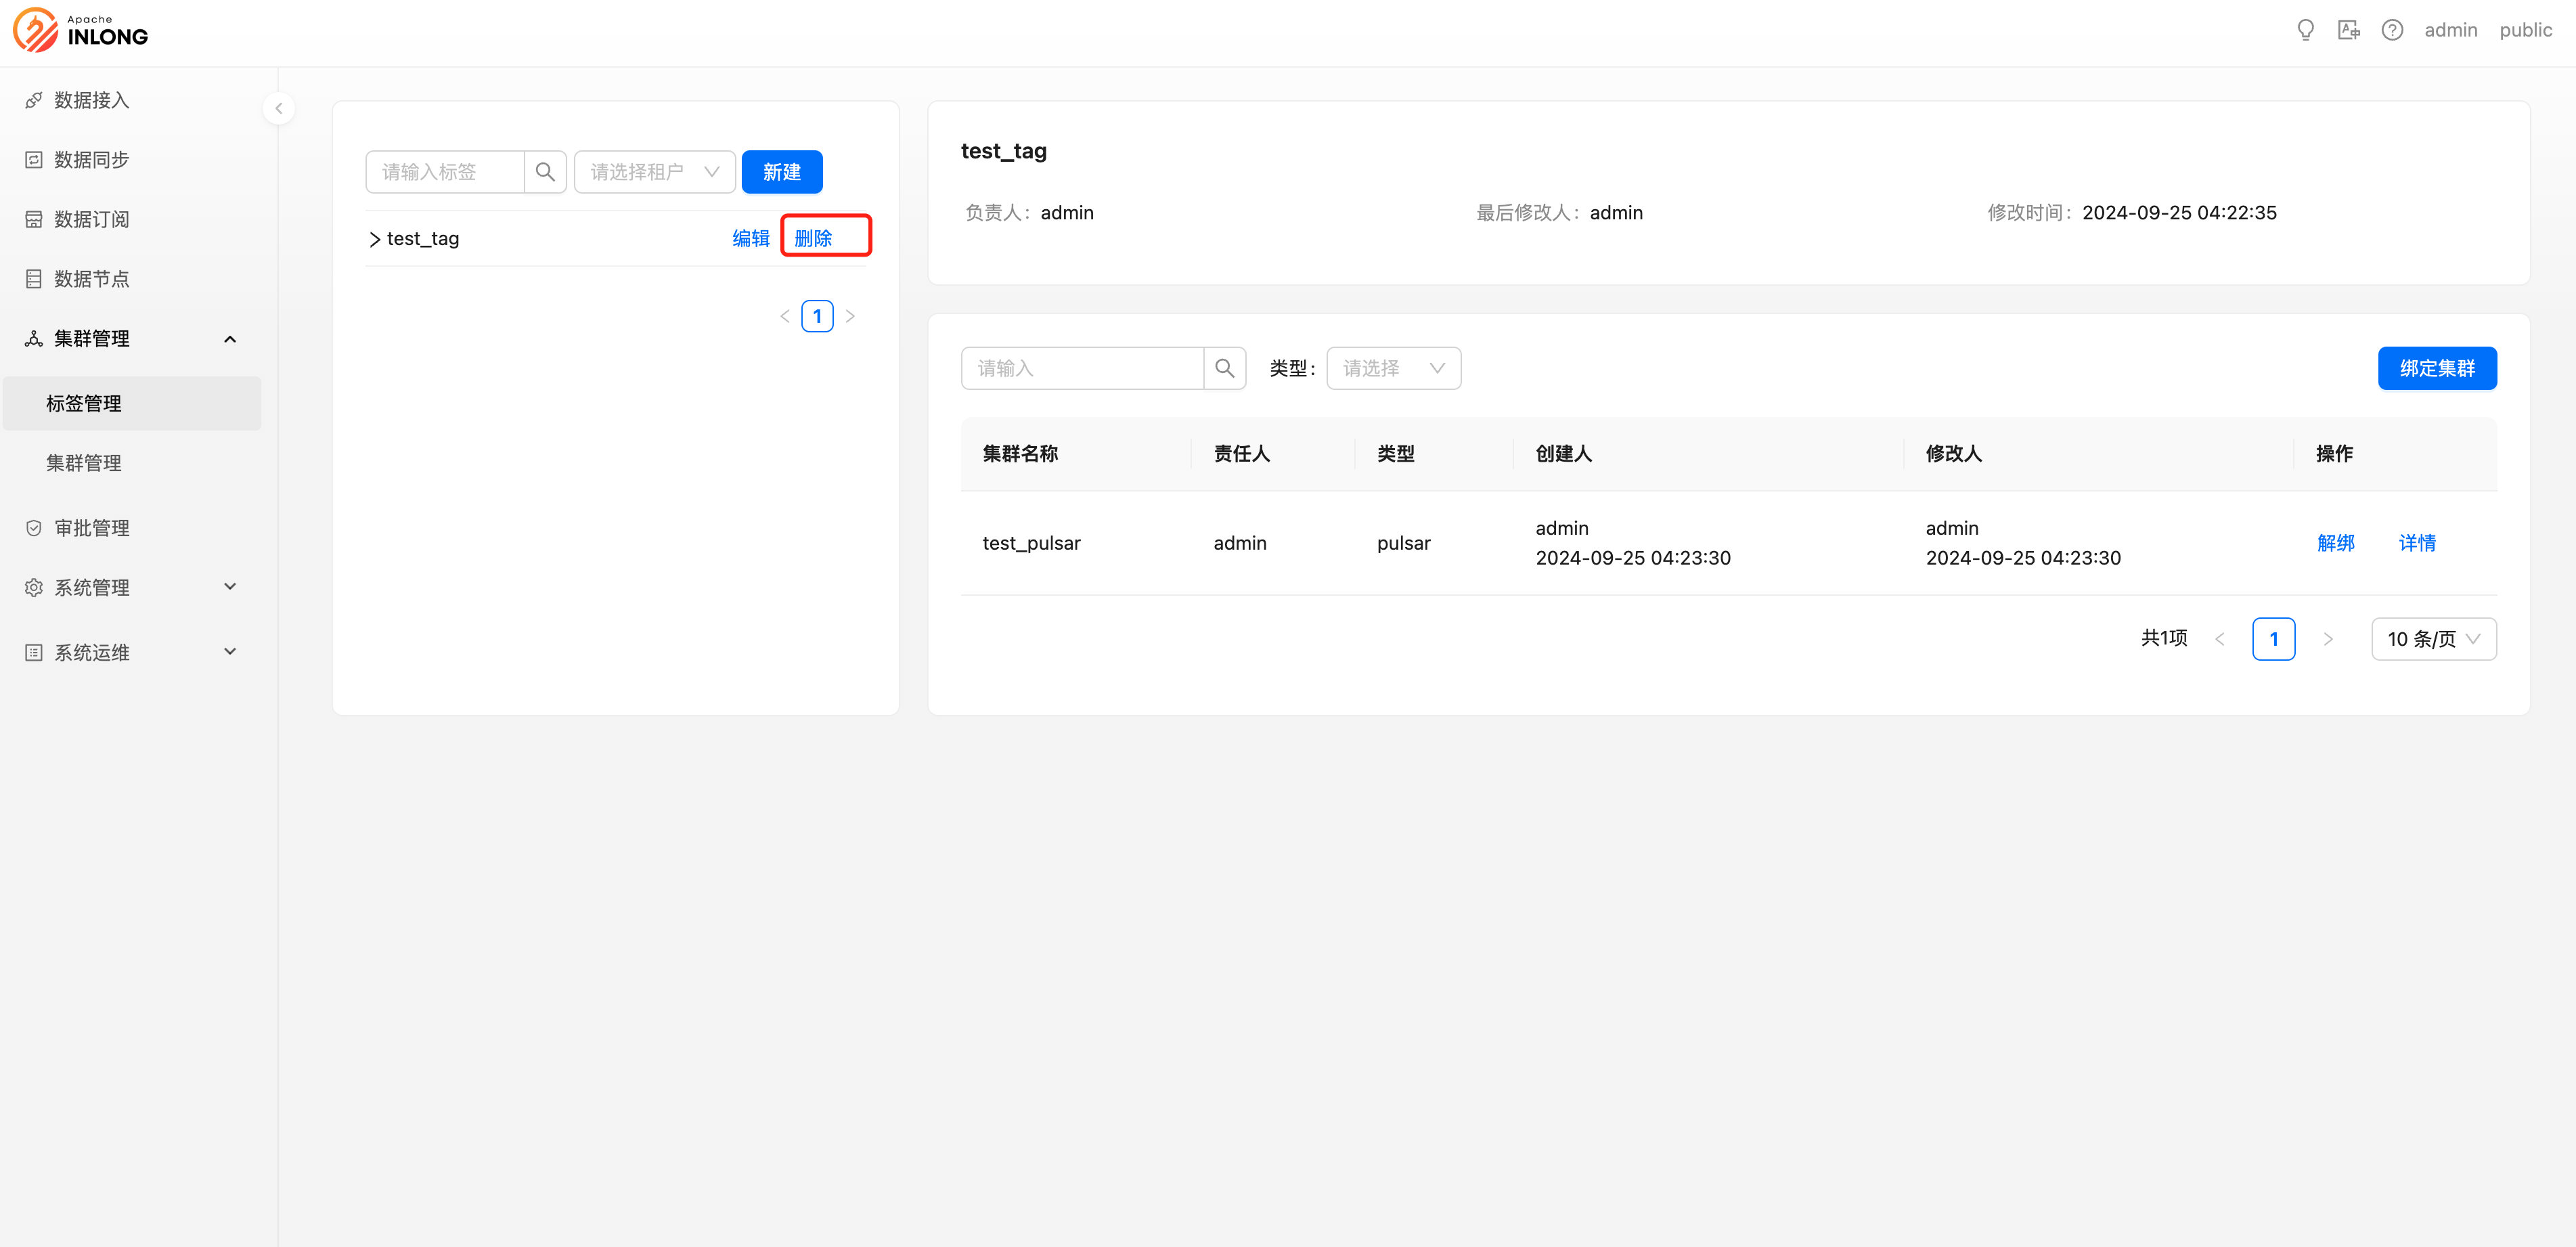 Apache
INLONG
admin
public
数据接入
数据同步
数据订阅
数据节点
集群管理
标签管理
集群管理
审批管理
系统管理
系统运维
请输入标签
请选择租户
新建
test_tag
编辑
删除
1
test_tag
负责人：admin
最后修改人：admin
修改时间：2024-09-25 04:22:35
请输入
类型：
请选择
绑定集群
集群名称
责任人
类型
创建人
修改人
操作
test_pulsar
admin
pulsar
admin
2024-09-25 04:23:30
admin
2024-09-25 04:23:30
解绑
详情
共1项
1
10 条/页